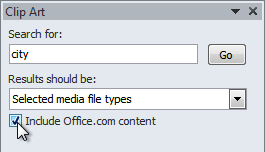 Clip Art
Search for:
city
Go
Results should be:
Selected media file types
Include Office.com content